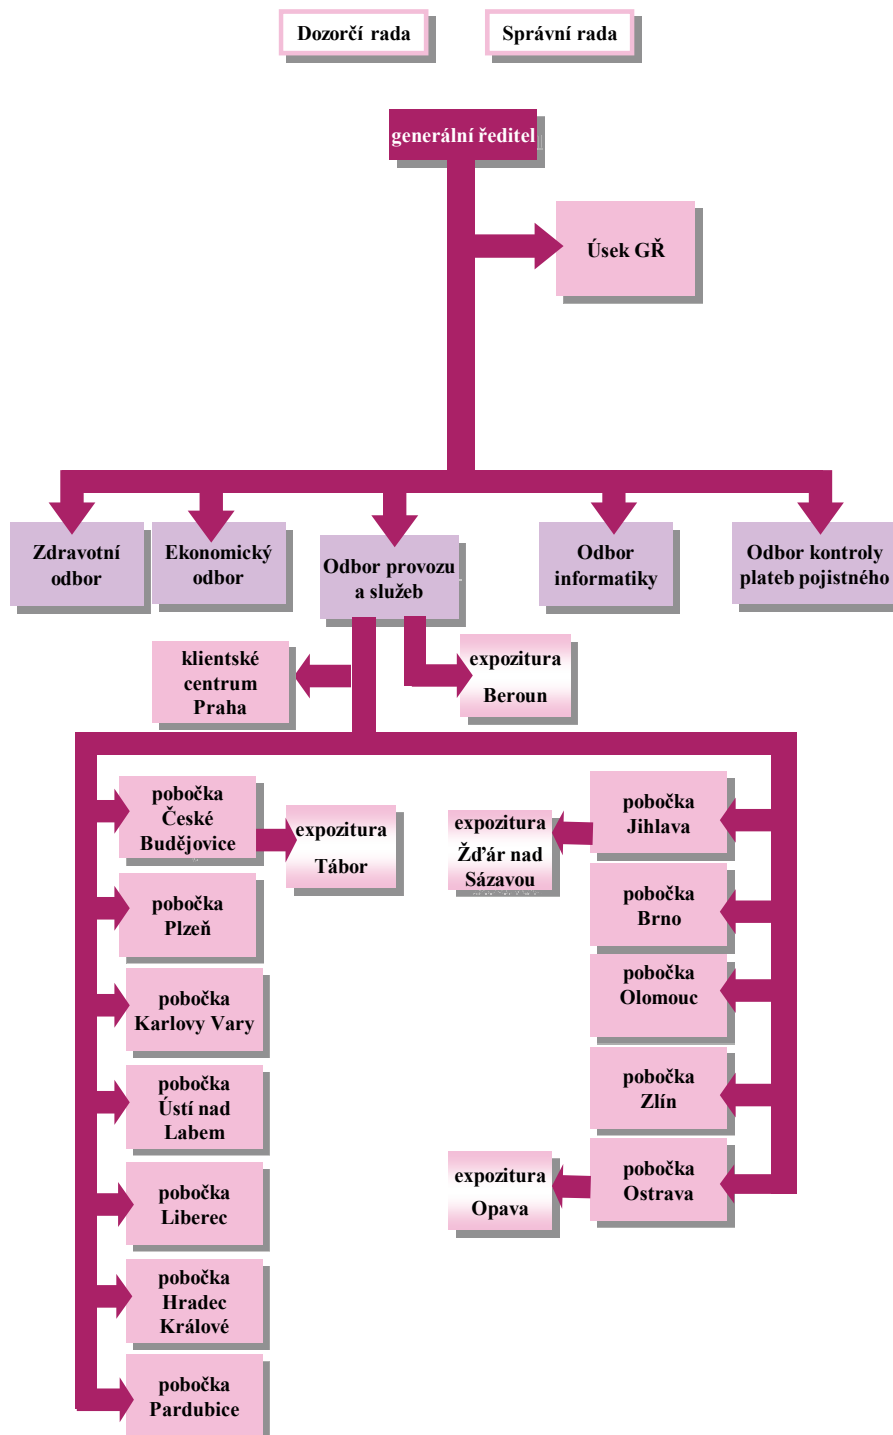 Dozorčí rada
Správní rada
generální ředitel
Úsek GŘ
Zdravotní
odbor
Ekonomický
odbor
Odbor provozu
a služeb
Odbor
informatiky
Odbor kontroly
plateb pojistného
klientské
centrum
Praha
expozitura
Beroun
pobočka
České
Budějovice
expozitura
Tábor
pobočka
Plzeň
pobočka
Karlovy Vary
pobočka
Ústí nad
Labem
pobočka
Liberec
pobočka
Hradec
Králové
pobočka
Pardubice
expozitura
Žďár nad
Sázavou
pobočka
Jihlava
pobočka
Brno
pobočka
Olomouc
pobočka
Zlín
expozitura
Opava
pobočka
Ostrava